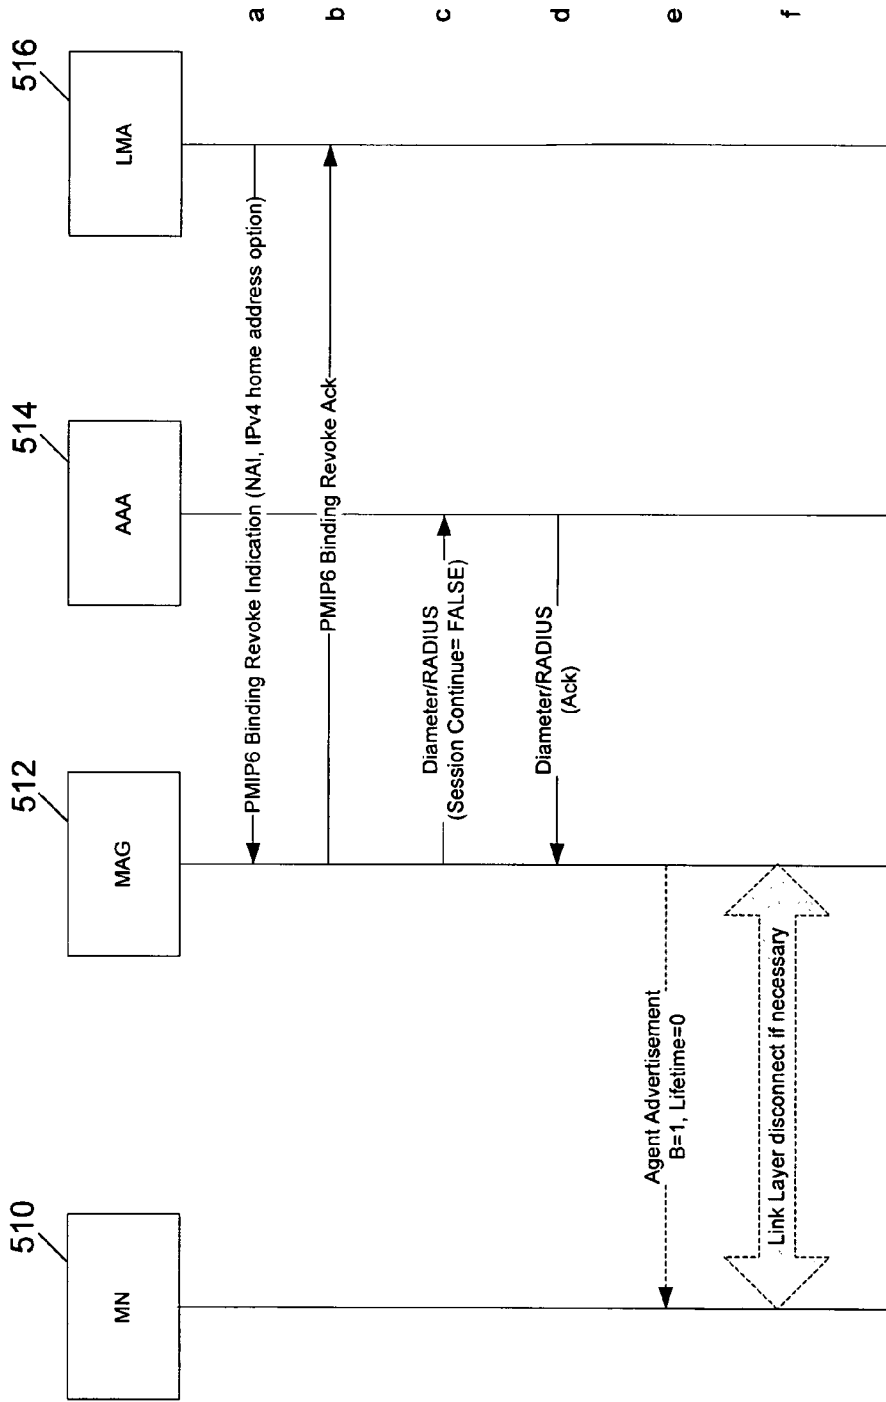 510
512
514
516
MN
MAG
AAA
LMA
PMIP6 Binding Revoke Indication (NAI, IPv4 home address option)
a
PMIP6 Binding Revoke Ack
b
Diameter/RADIUS
(Session Continue= FALSE)
c
Diameter/RADIUS
(Ack)
d
Agent Advertisement
B=1, Lifetime=0
e
Link Layer disconnect if necessary
f